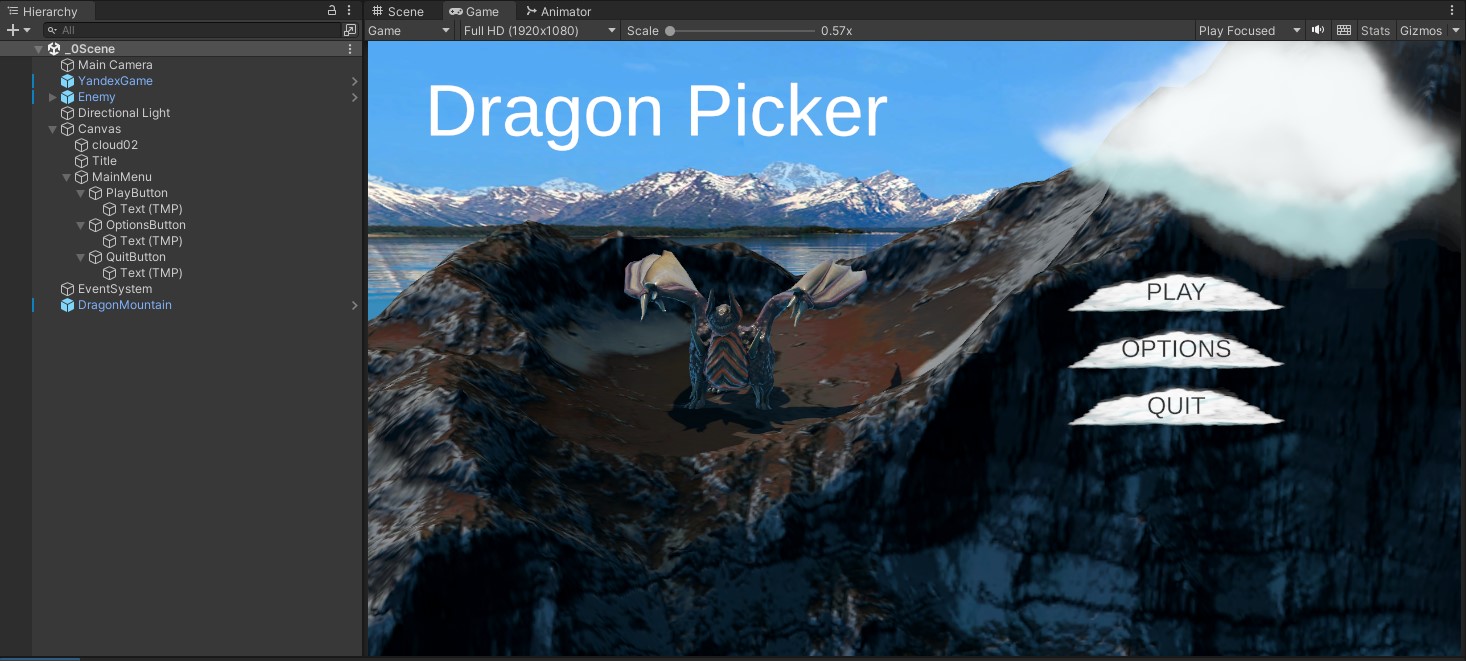 Hierarchy
All
_0Scene
Main Camera
YandexGame
Enemy
Directional Light
Canvas
cloud02
Title
MainMenu
PlayButton
Text (TMP)
OptionsButton
Text (TMP)
QuitButton
Text (TMP)
EventSystem
DragonMountain
Scene Game Animator
Game Full HD (1920x1080) Scale 0.57x Play Focused Stats Gizmos
Dragon Picker
PLAY
OPTIONS
QUIT